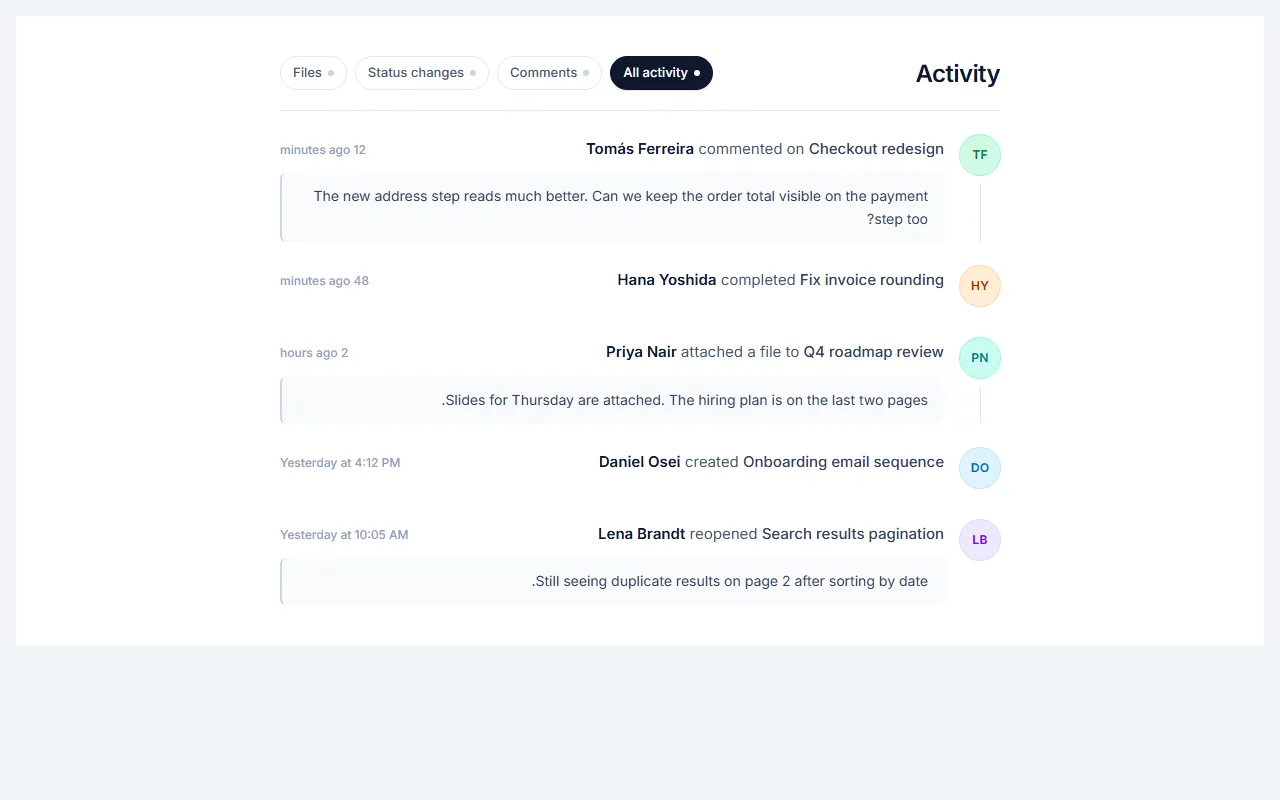 Activity
All activity
Comments
Status changes
Files
TF
Tomás Ferreira commented on Checkout redesign
minutes ago 12
The new address step reads much better. Can we keep the order total visible on the payment
?step too
HY
Hana Yoshida completed Fix invoice rounding
minutes ago 48
PN
Priya Nair attached a file to Q4 roadmap review
hours ago 2
.Slides for Thursday are attached. The hiring plan is on the last two pages
DO
Daniel Osei created Onboarding email sequence
Yesterday at 4:12 PM
LB
Lena Brandt reopened Search results pagination
Yesterday at 10:05 AM
.Still seeing duplicate results on page 2 after sorting by date